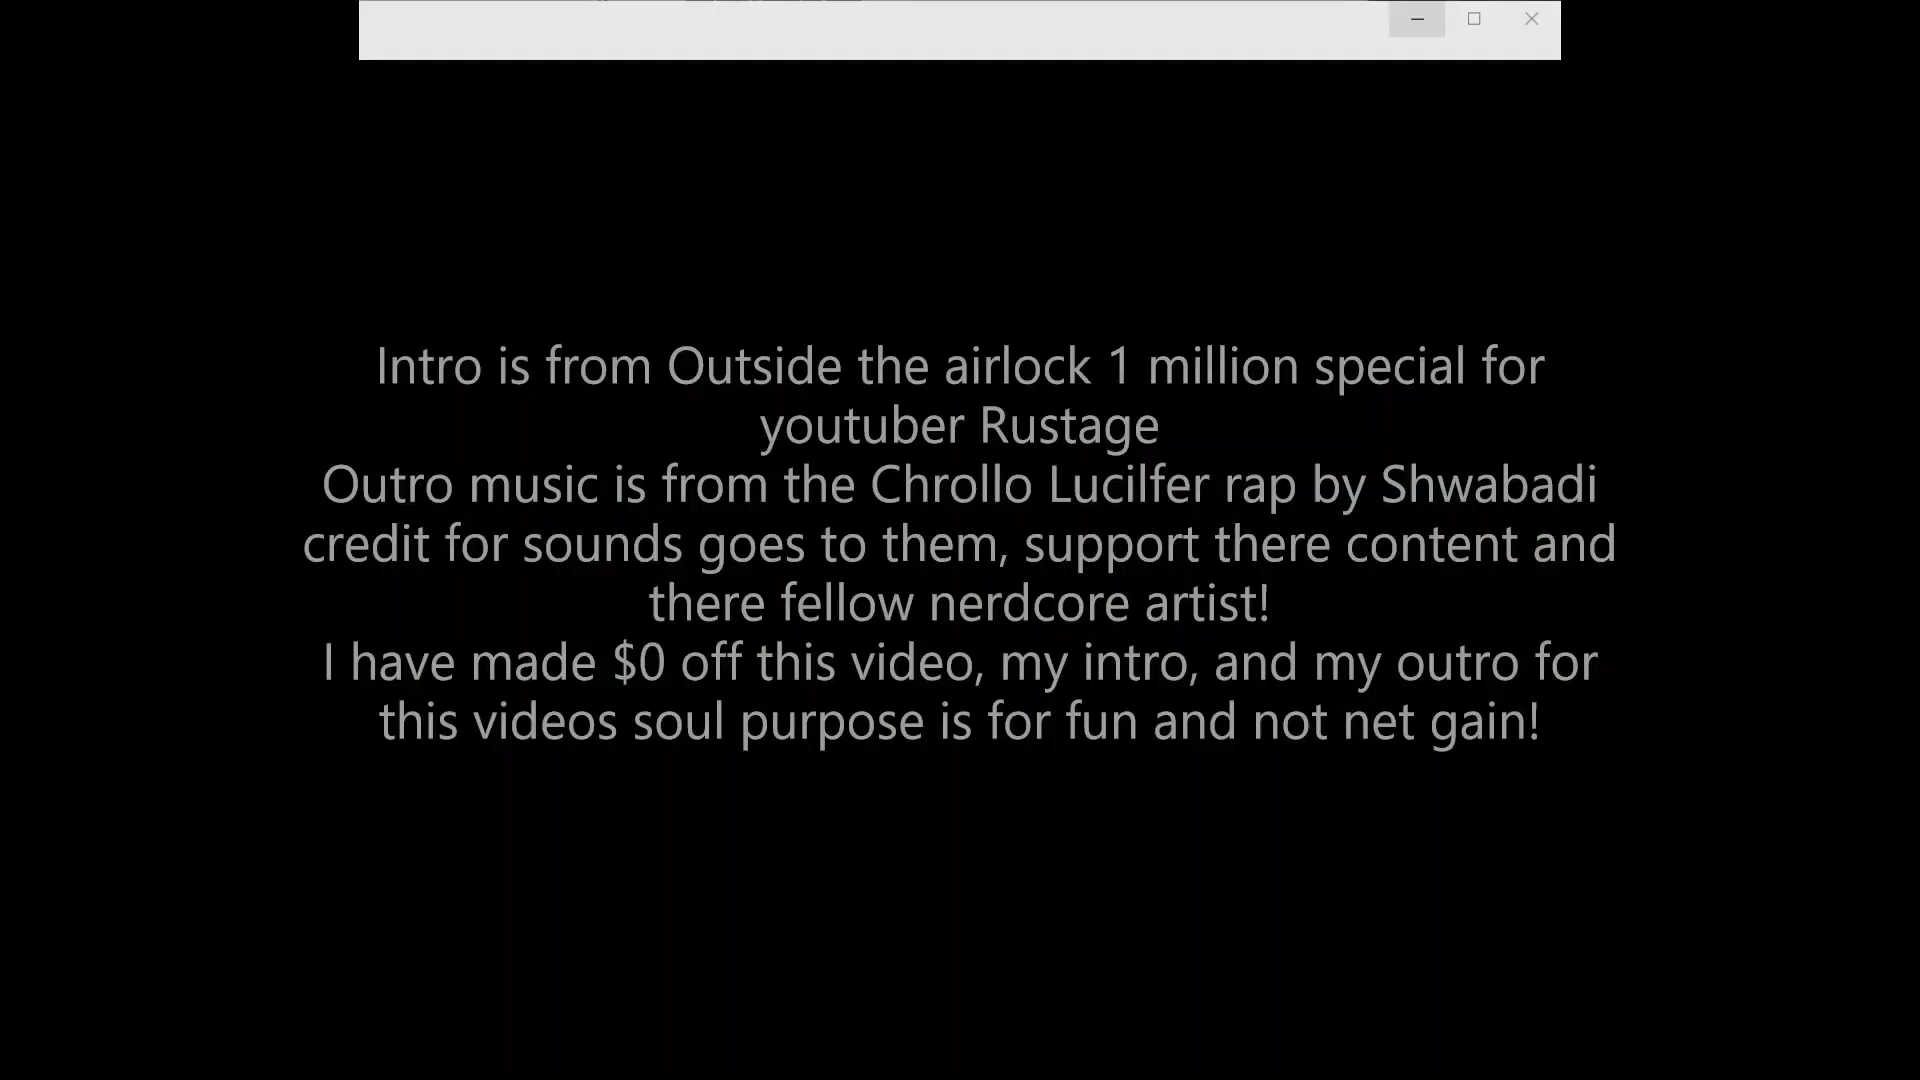 Intro is from Outside the airlock 1 million special for
youtuber Rustage
Outro music is from the Chrollo Lucilfer rap by Shwabadi
credit for sounds goes to them, support there content and
there fellow nerdcore artist!
I have made $0 off this video, my intro, and my outro for
this videos soul purpose is for fun and not net gain!